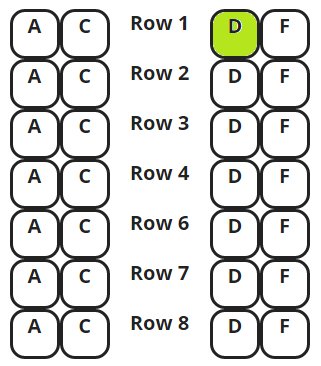 A C Row 1 D F
A C Row 2 D F
A C Row 3 D F
A C Row 4 D F
A C Row 6 D F
A C Row 7 D F
A C Row 8 D F